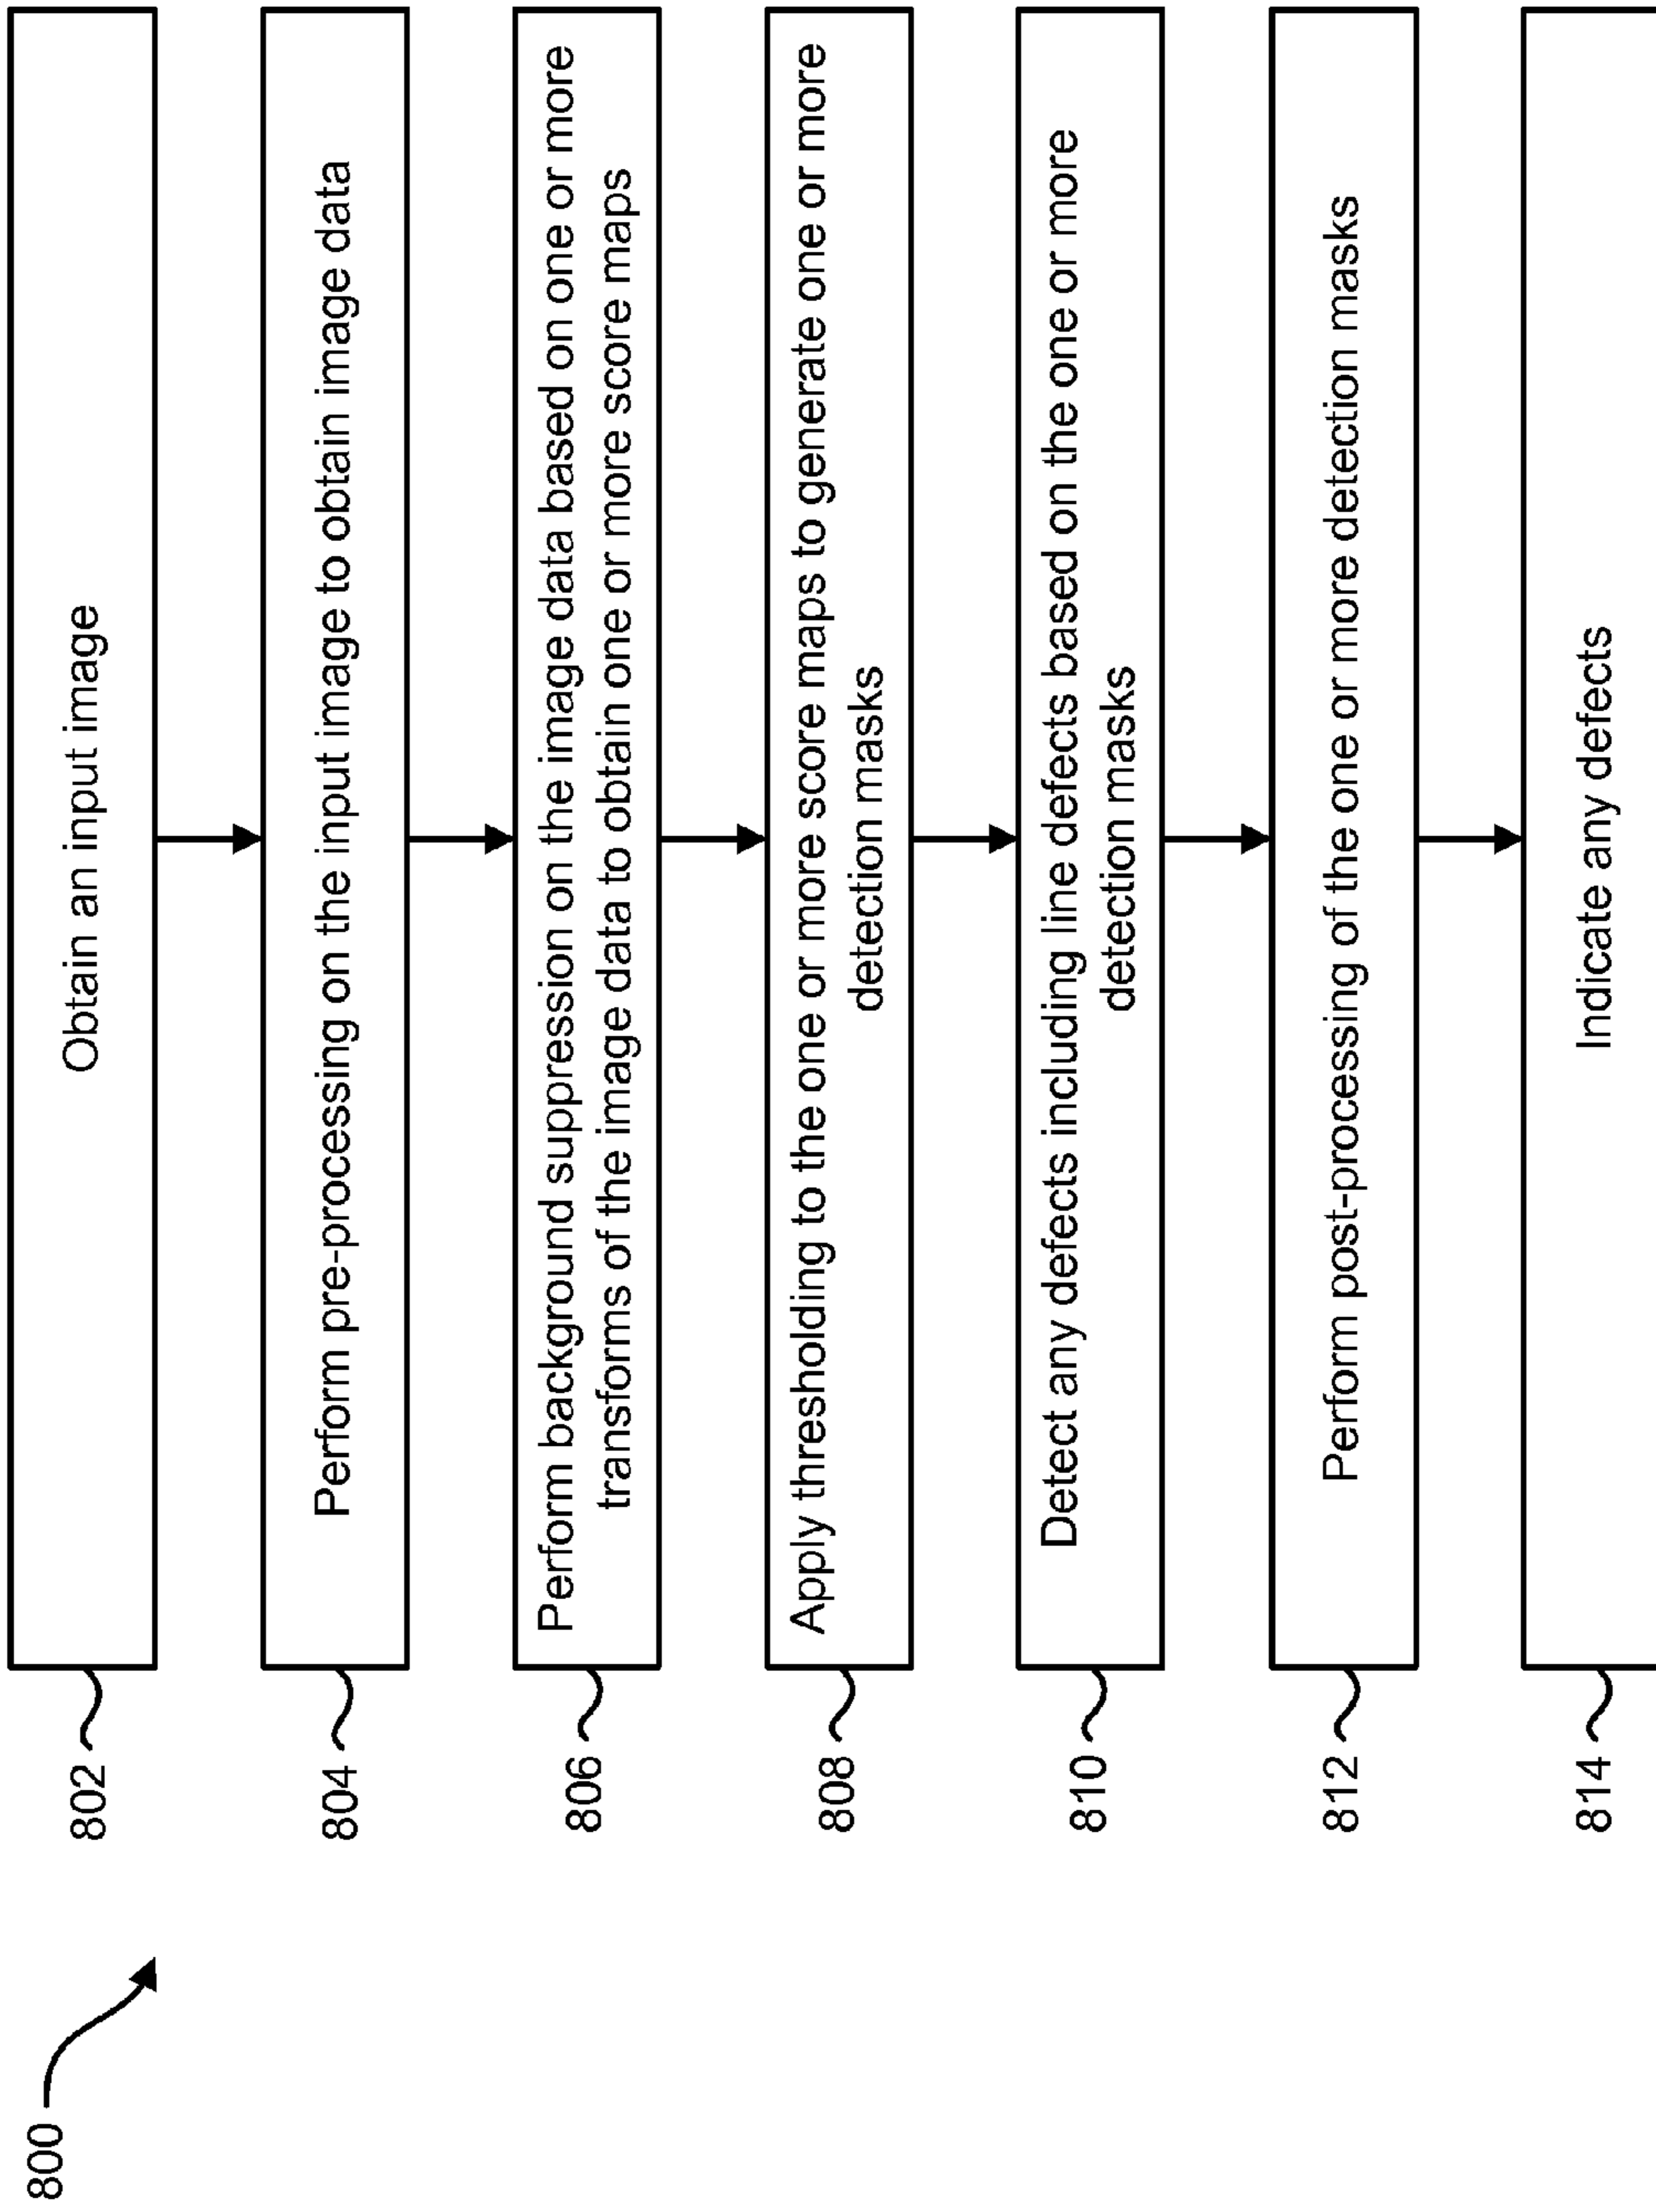 800
802
Obtain an input image
804
Perform pre-processing on the input image to obtain image data
806
Perform background suppression on the image data based on one or more
transforms of the image data to obtain one or more score maps
808
Apply thresholding to the one or more score maps to generate one or more
detection masks
810
Detect any defects including line defects based on the one or more
detection masks
812
Perform post-processing of the one or more detection masks
814
Indicate any defects